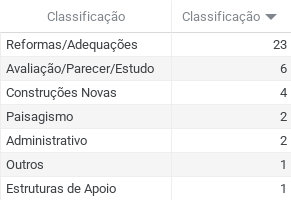 Classificação Classificação
Reformas/Adequações 23
Avaliação/Parecer/Estudo 6
Construções Novas 4
Paisagismo 2
Administrativo 2
Outros 1
Estruturas de Apoio 1